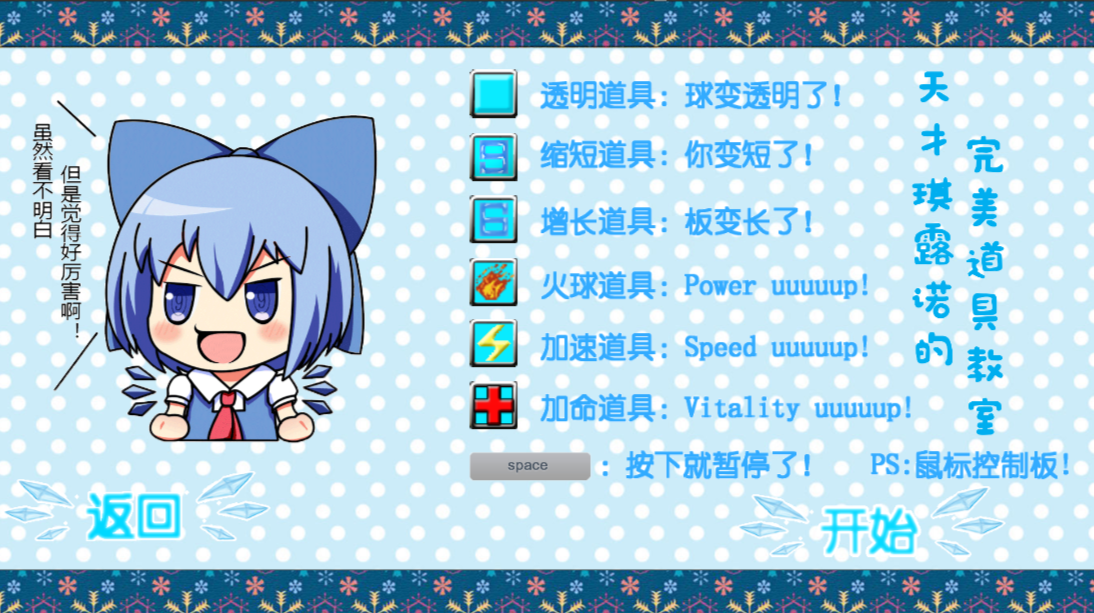 虽然看不明白
但是觉得好厉害啊！
透明道具：球变透明了！
缩短道具：你变短了！
增长道具：板变长了！
火球道具：Power uuuuup!
加速道具：Speed uuuuup!
加命道具：Vitality uuuuup!
space ：按下就暂停了！ PS:鼠标控制板!
天才琪露诺的
完美道具教室
返回
开始